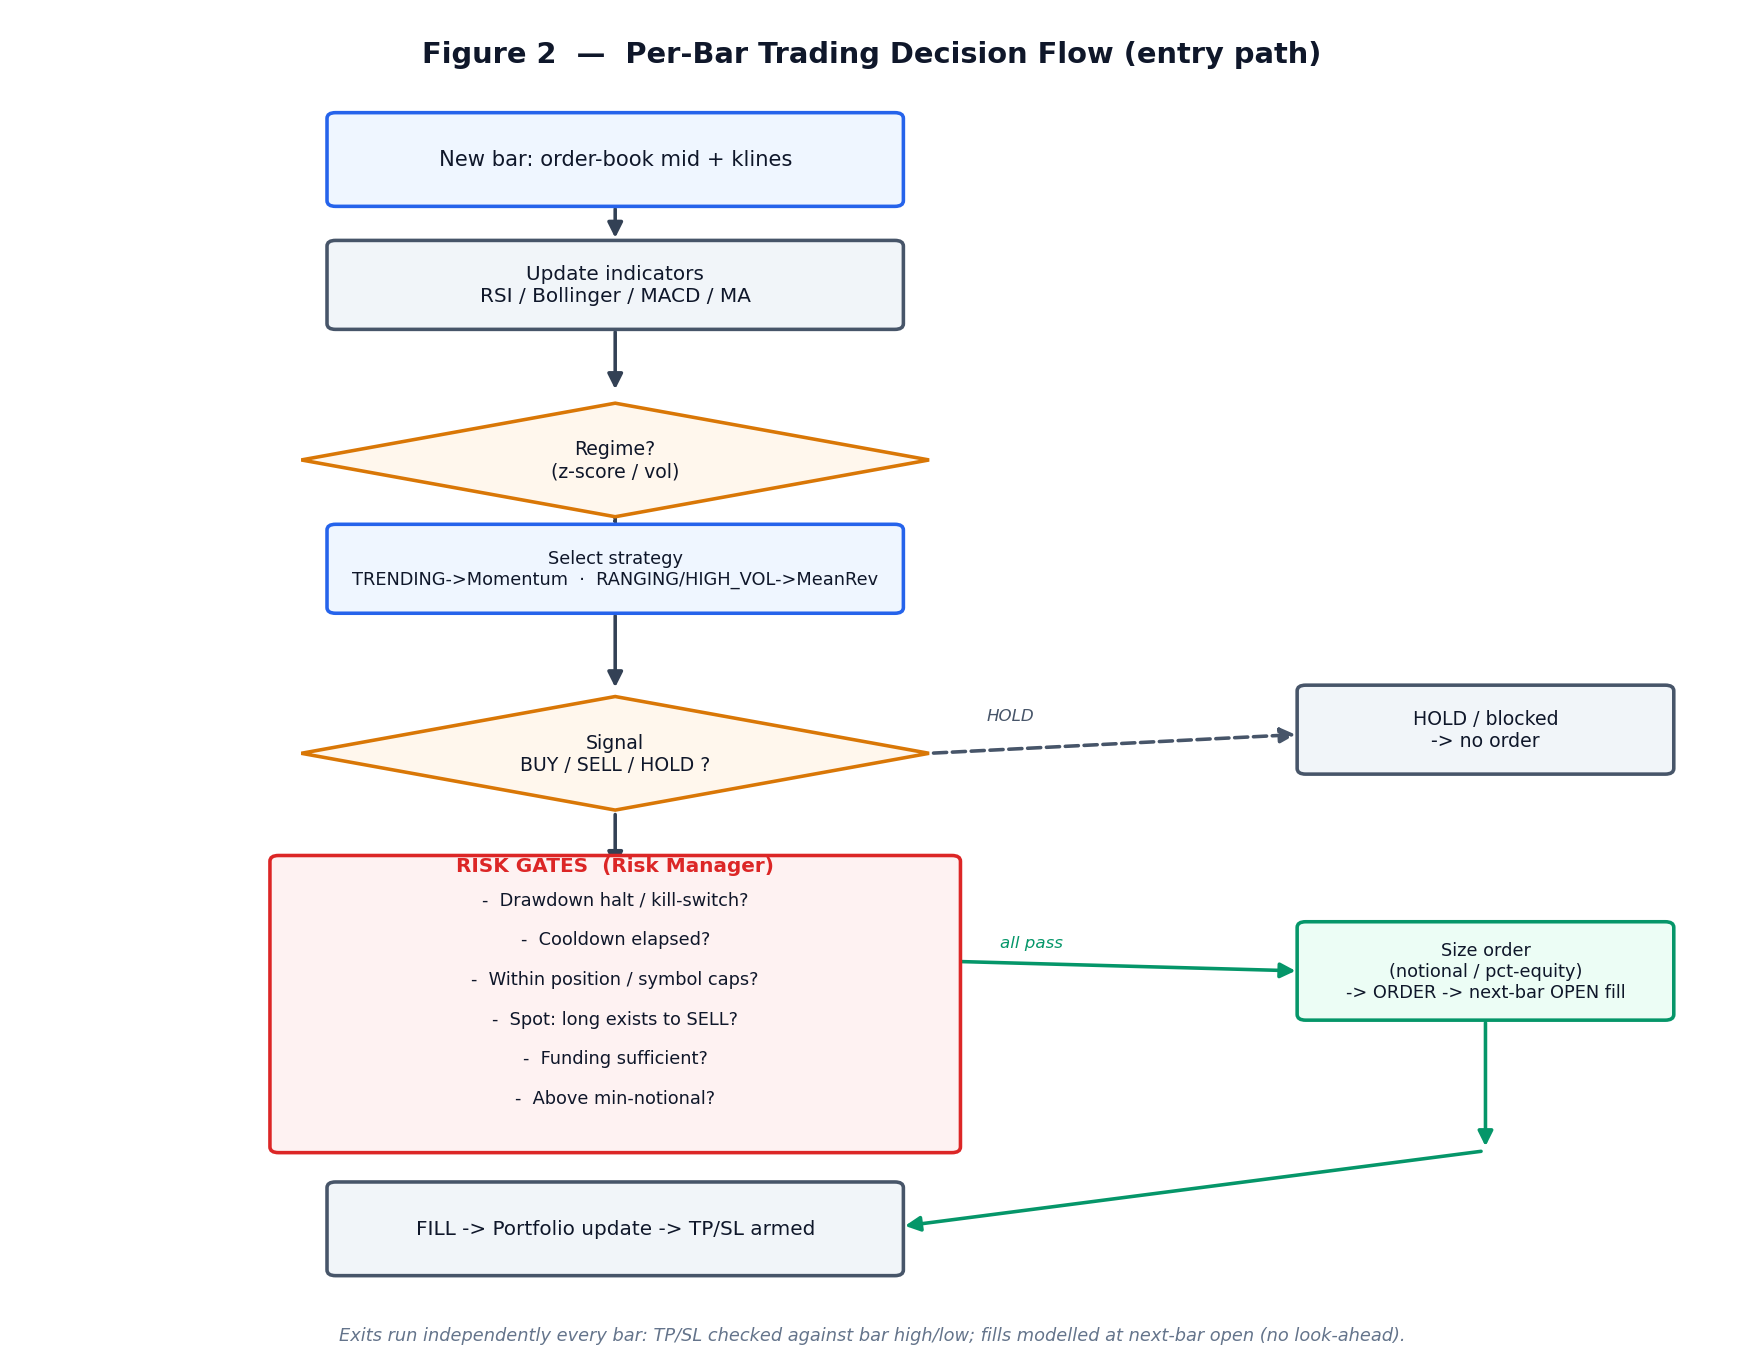 Figure 2 — Per-Bar Trading Decision Flow (entry path)
New bar: order-book mid + klines
Update indicators
RSI / Bollinger / MACD / MA
Regime?
(z-score / vol)
Select strategy
TRENDING->Momentum · RANGING/HIGH_VOL->MeanRev
Signal
BUY / SELL / HOLD ?
HOLD
HOLD / blocked
-> no order
RISK GATES (Risk Manager)
- Drawdown halt / kill-switch?
- Cooldown elapsed?
- Within position / symbol caps?
- Spot: long exists to SELL?
- Funding sufficient?
- Above min-notional?
all pass
Size order
(notional / pct-equity)
-> ORDER -> next-bar OPEN fill
FILL -> Portfolio update -> TP/SL armed
Exits run independently every bar: TP/SL checked against bar high/low; fills modelled at next-bar open (no look-ahead).